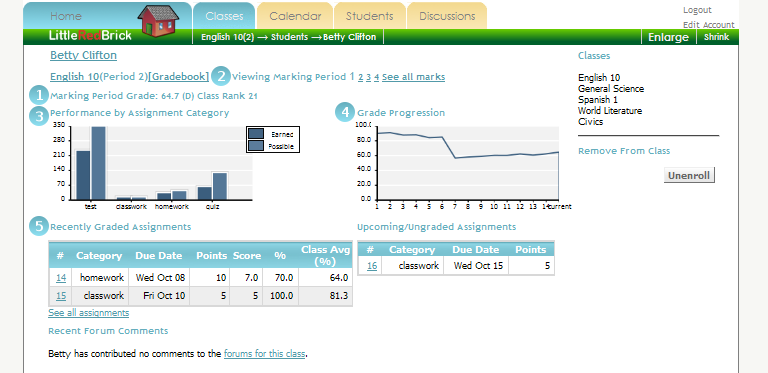 Home Classes Calendar Students Discussions Logout
Edit Account
LittleRedBrick English 10(2) → Students →Betty Clifton Enlarge Shrink
Betty Clifton
English 10(Period 2)[Gradebook] 2 Viewing Marking Period 1 2 3 4 See all marks
1 Marking Period Grade: 64.7 (D) Class Rank 21
3 Performance by Assignment Category
350
280
210
140
70
0
test classwork homework quiz
Earned
Possible
4 Grade Progression
100.0
80.0
60.0
40.0
20.0
0.0
1 2 3 4 5 6 7 8 9 10 11 12 13 14 current
5 Recently Graded Assignments
# Category Due Date Points Score % Class Avg (%)
14 homework Wed Oct 08 10 7.0 70.0 64.0
15 classwork Fri Oct 10 5 5 100.0 81.3
See all assignments
Upcoming/Ungraded Assignments
# Category Due Date Points
16 classwork Wed Oct 15 5
Recent Forum Comments
Betty has contributed no comments to the forums for this class.
Classes
English 10
General Science
Spanish 1
World Literature
Civics
Remove From Class
Unenroll